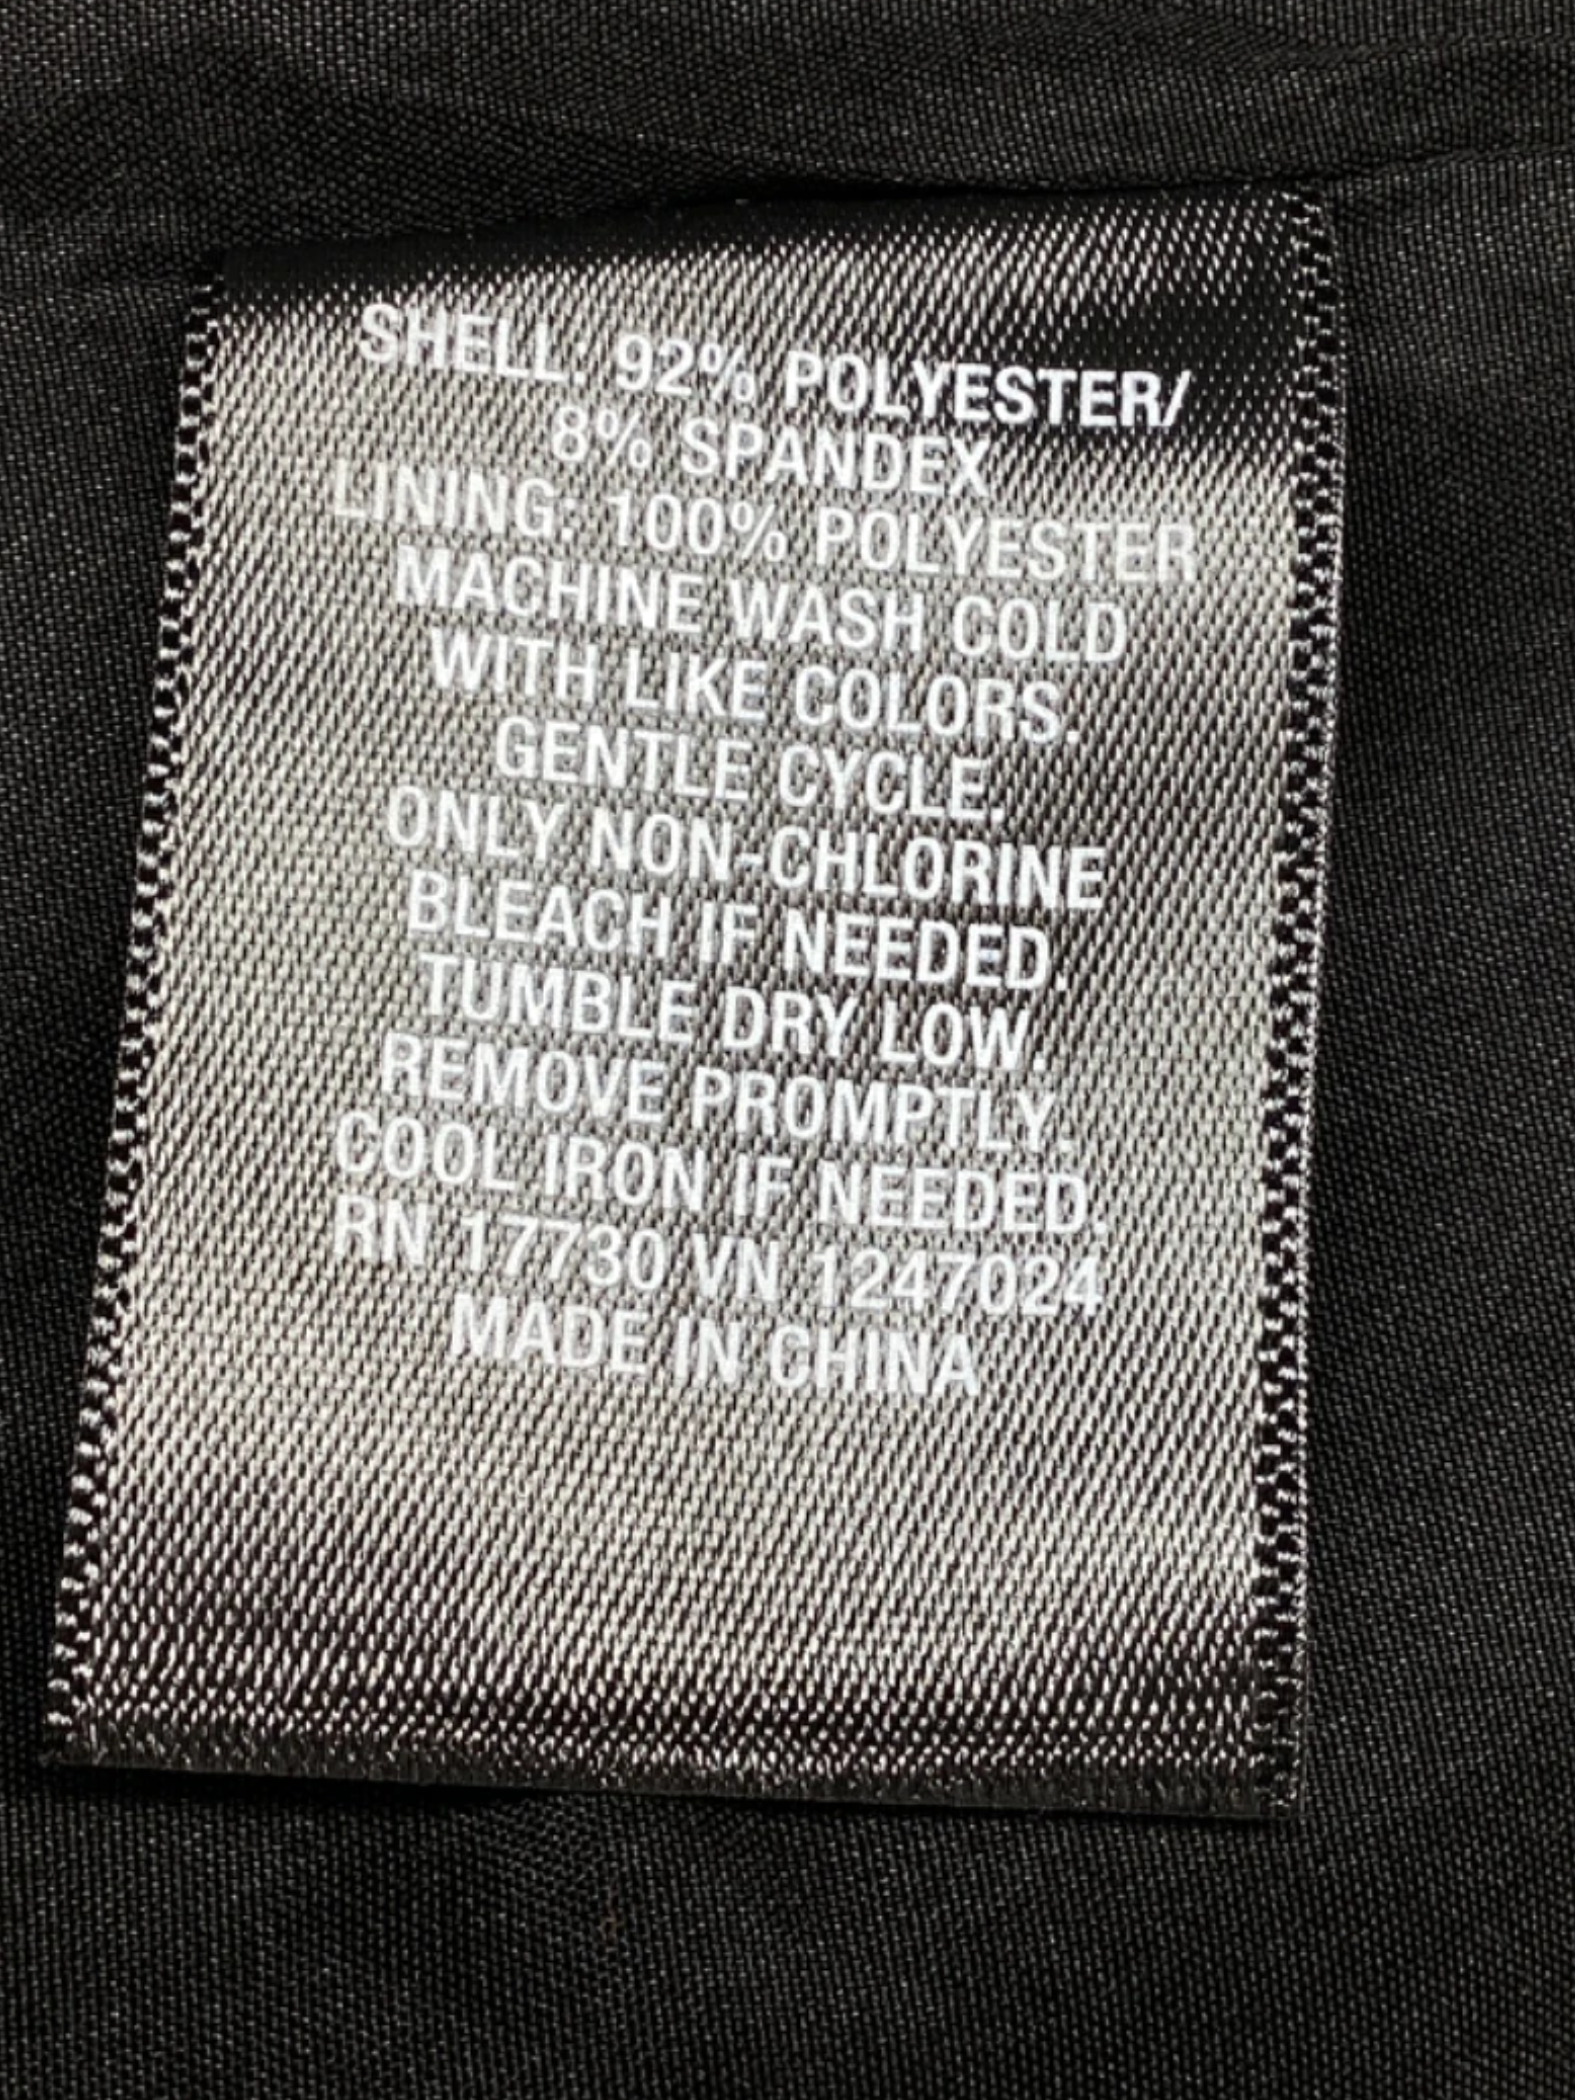 SHELL: 92% POLYESTER/
8% SPANDEX
LINING: 100% POLYESTER
MACHINE WASH COLD
WITH LIKE COLORS.
GENTLE CYCLE.
ONLY NON-CHLORINE
BLEACH IF NEEDED.
TUMBLE DRY LOW.
REMOVE PROMPTLY.
COOL IRON IF NEEDED.
RN 17730 VN 1247024
MADE IN CHINA